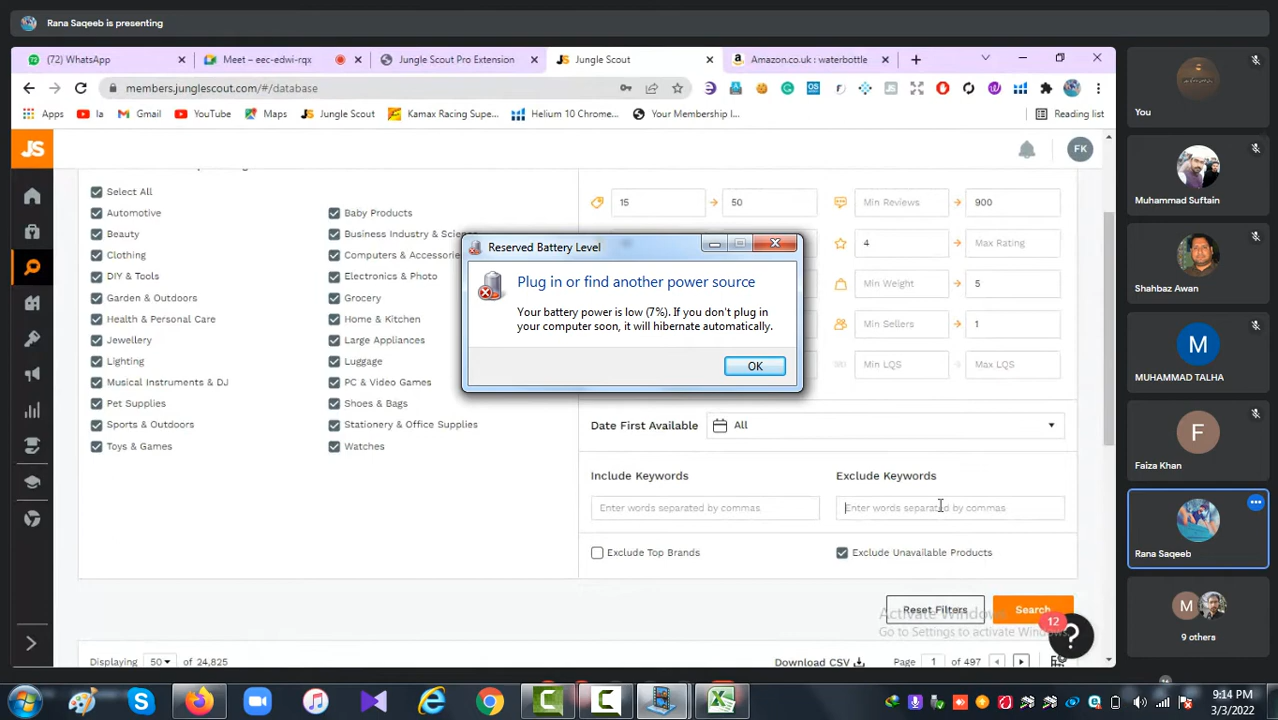 Rana Saqeeb is presenting
(72) WhatsApp
Meet – eec-edwi-rqx
Jungle Scout Pro Extension
Jungle Scout
Amazon.co.uk : waterbottle
members.junglescout.com/#/database
Apps
la
Gmail
YouTube
Maps
Jungle Scout
Kamax Racing Supe...
Helium 10 Chrome...
Your Membership I...
Reading list
JS
FK
Select All
Automotive
Baby Products
Beauty
Business Industry & Science
Clothing
Computers & Accessories
DIY & Tools
Electronics & Photo
Garden & Outdoors
Grocery
Health & Personal Care
Home & Kitchen
Jewellery
Large Appliances
Lighting
Luggage
Musical Instruments & DJ
PC & Video Games
Pet Supplies
Shoes & Bags
Sports & Outdoors
Stationery & Office Supplies
Toys & Games
Watches
15
50
Min Reviews
900
4
Max Rating
Min Weight
5
Min Sellers
1
Min LQS
Max LQS
Reserved Battery Level
Plug in or find another power source
Your battery power is low (7%). If you don't plug in
your computer soon, it will hibernate automatically.
OK
Date First Available
All
Include Keywords
Exclude Keywords
Enter words separated by commas
Enter words separated by commas
Exclude Top Brands
Exclude Unavailable Products
Reset Filters
Search
Activate Windows
Go to Settings to activate Windows.
12
?
Displaying
50
of 24,825
Download CSV
Page
1
of 497
You
Muhammad Suftain
Shahbaz Awan
M
MUHAMMAD TALHA
F
Faiza Khan
Rana Saqeeb
M
9 others
9:14 PM
3/3/2022